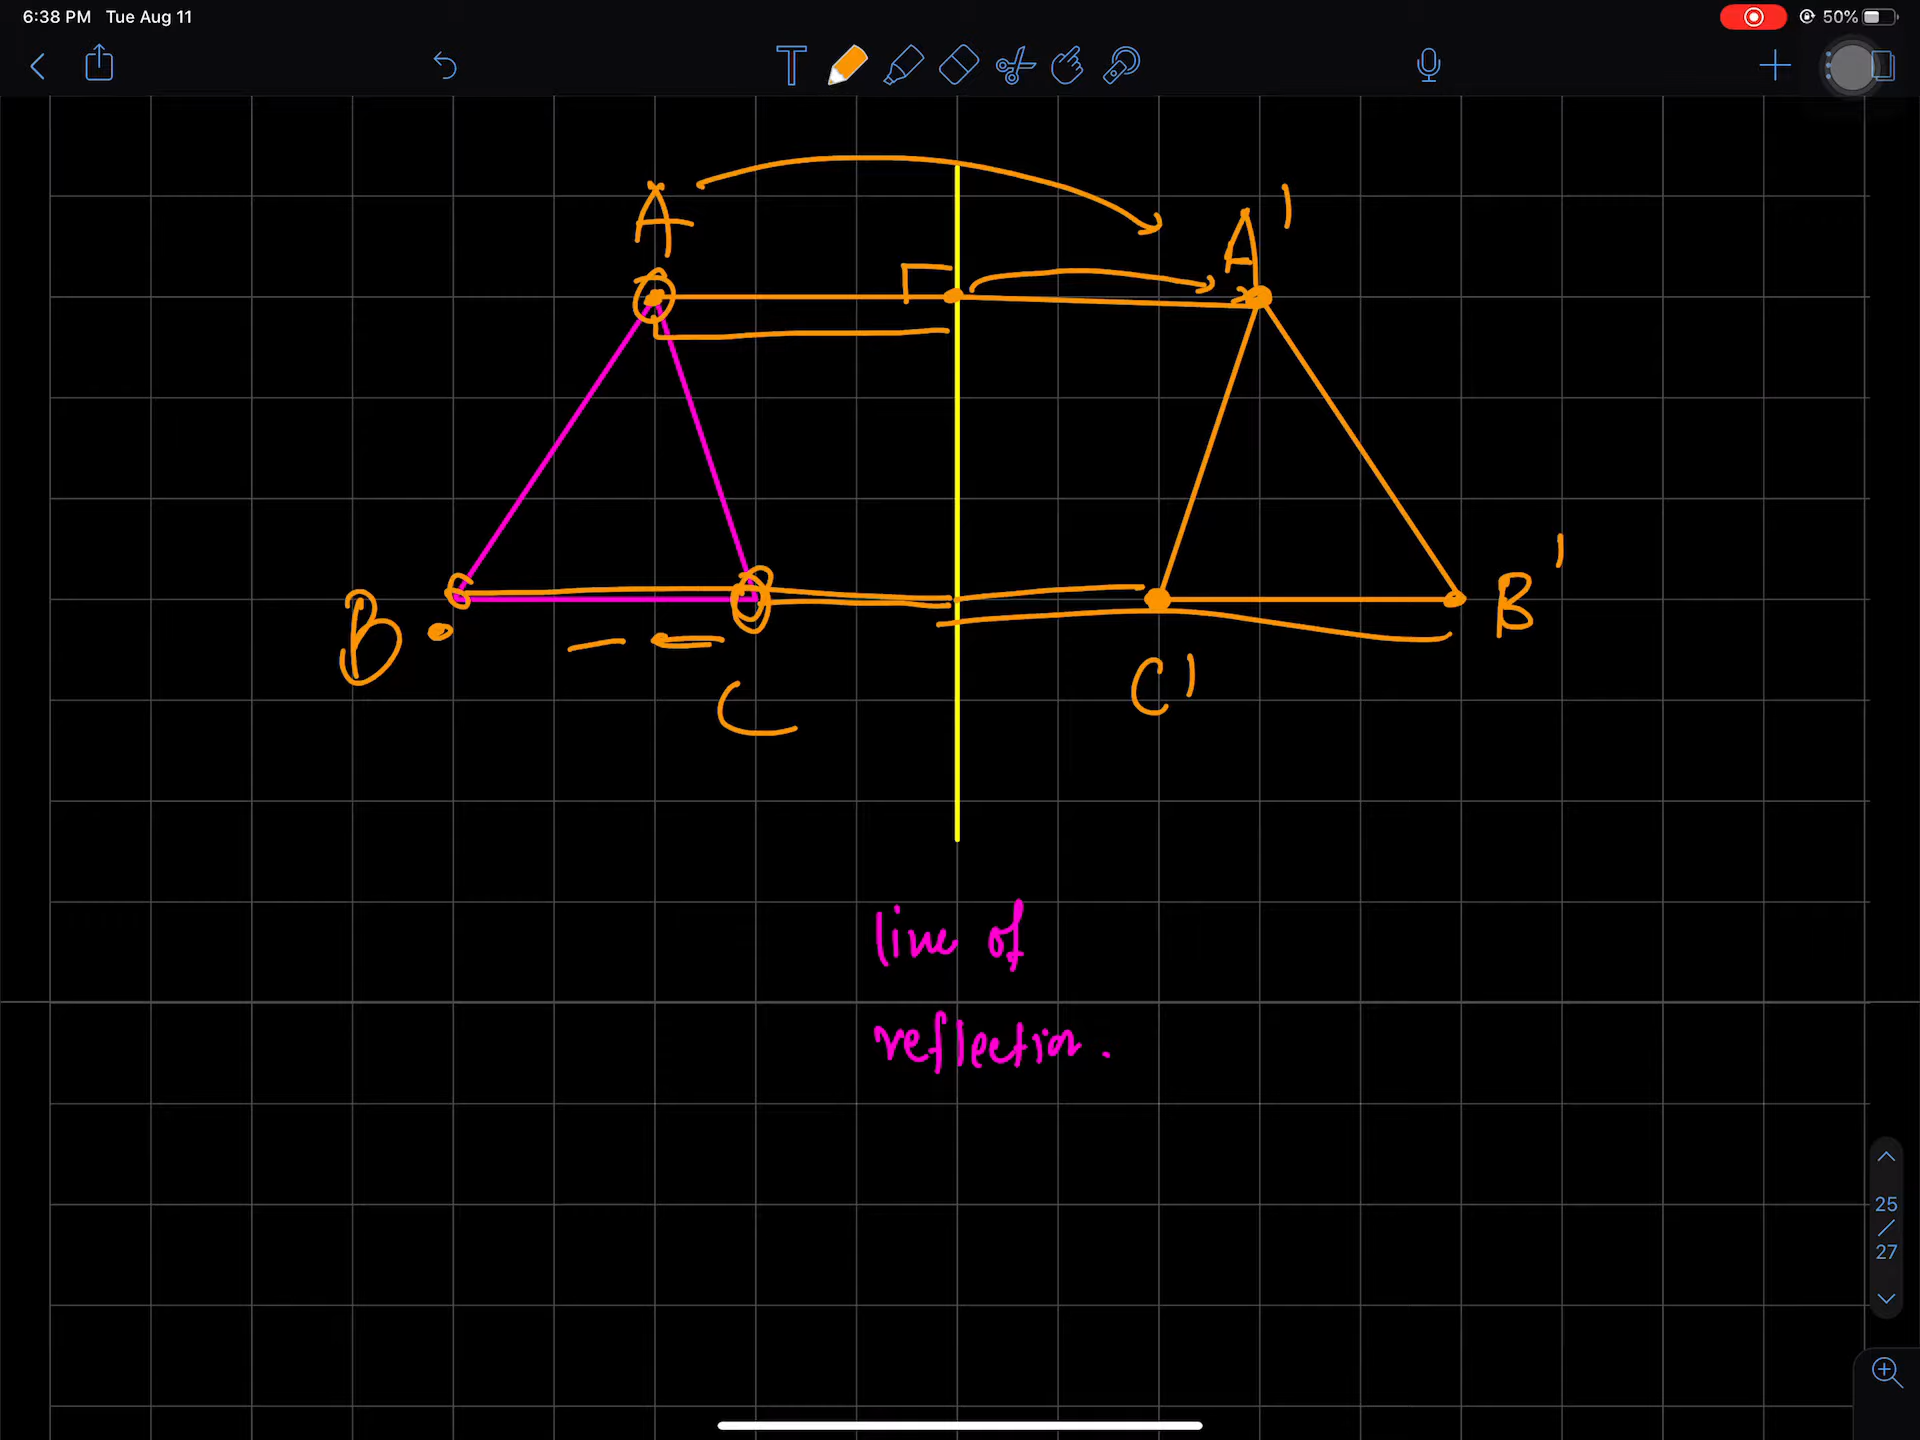 6:38 PM Tue Aug 11
50%
T
A
A'
B
B'
C
C'
line of
reflection.
25
/
27